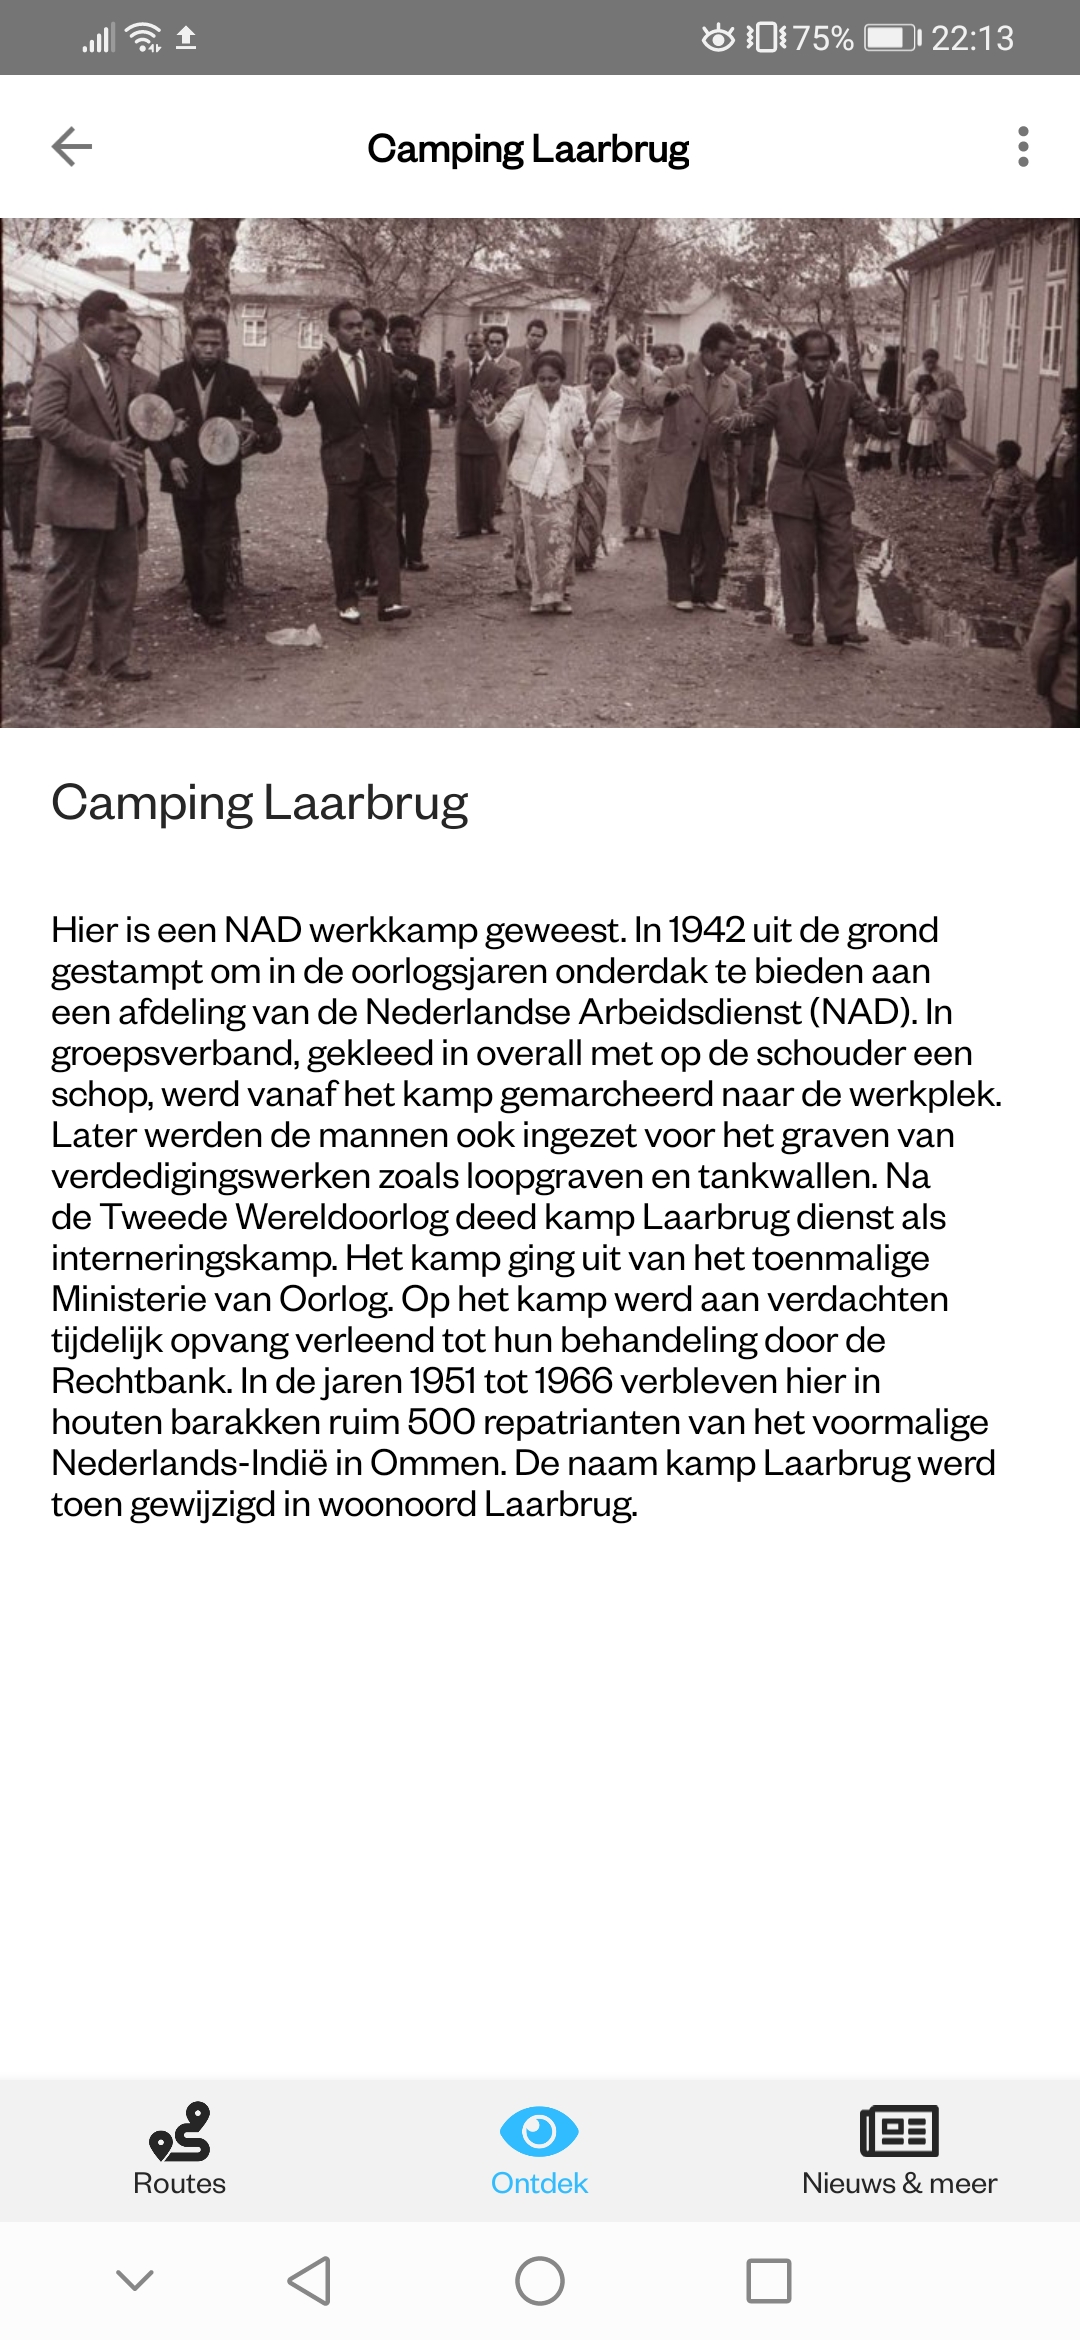 75% 22:13
Camping Laarbrug
Camping Laarbrug
Hier is een NAD werkkamp geweest. In 1942 uit de grond
gestampt om in de oorlogsjaren onderdak te bieden aan
een afdeling van de Nederlandse Arbeidsdienst (NAD). In
groepsverband, gekleed in overall met op de schouder een
schop, werd vanaf het kamp gemarcheerd naar de werkplek.
Later werden de mannen ook ingezet voor het graven van
verdedigingswerken zoals loopgraven en tankwallen. Na
de Tweede Wereldoorlog deed kamp Laarbrug dienst als
interneringskamp. Het kamp ging uit van het toenmalige
Ministerie van Oorlog. Op het kamp werd aan verdachten
tijdelijk opvang verleend tot hun behandeling door de
Rechtbank. In de jaren 1951 tot 1966 verbleven hier in
houten barakken ruim 500 repatrianten van het voormalige
Nederlands-Indië in Ommen. De naam kamp Laarbrug werd
toen gewijzigd in woonoord Laarbrug.
Routes Ontdek Nieuws & meer